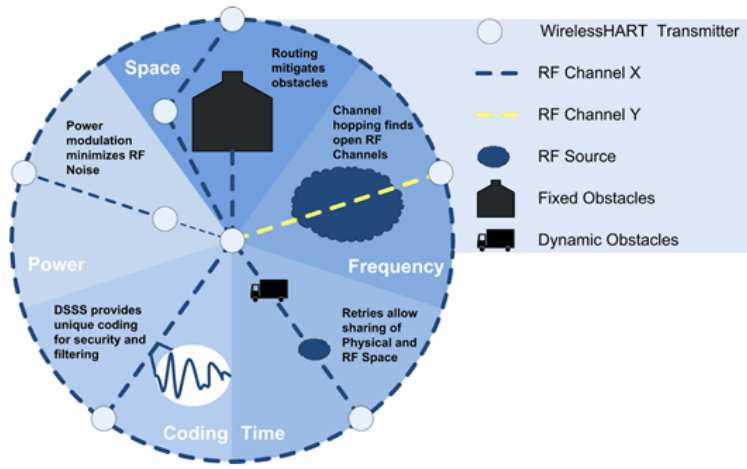 Space
Routing
mitigates
obstacles
Power
modulation
minimizes RF
Noise
Channel
hopping finds
open RF
Channels
Power
Frequency
DSSS provides
unique coding
for security and
filtering
Retries allow
sharing of
Physical and
RF Space
Coding
Time
WirelessHART Transmitter
RF Channel X
RF Channel Y
RF Source
Fixed Obstacles
Dynamic Obstacles